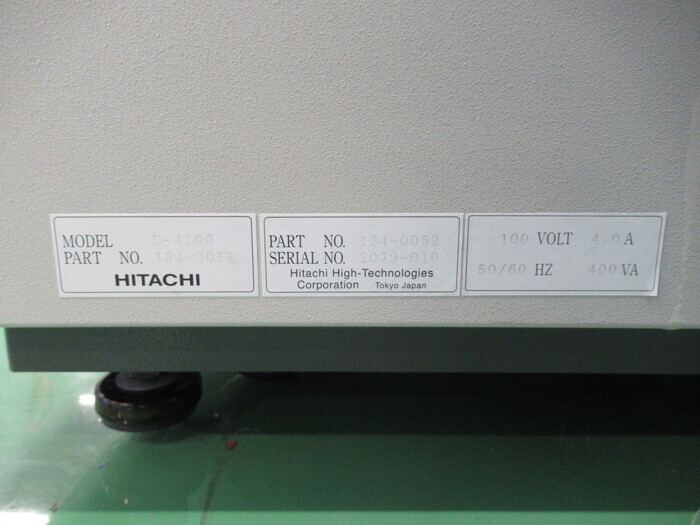 MODEL U-4100
PART NO.
HITACHI
PART NO. 134-0052
SERIAL NO. 2079-010
Hitachi High-Technologies
Corporation Tokyo Japan
100 VOLT 4.0 A
50/60 HZ 400 VA